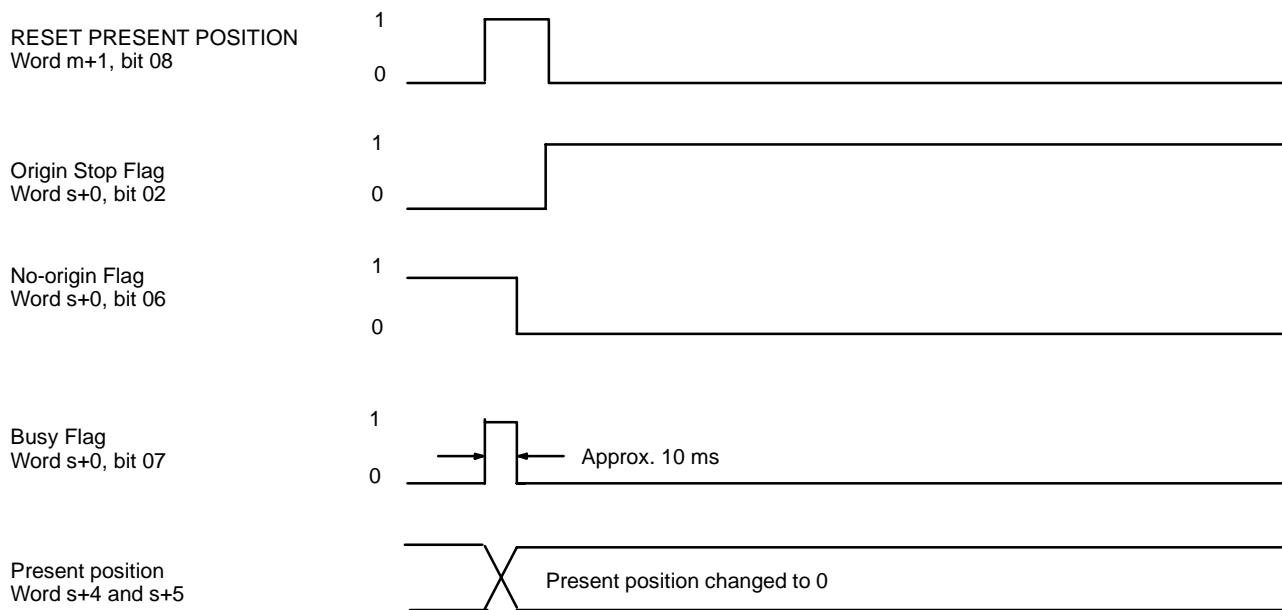 RESET PRESENT POSITION
Word m+1, bit 08
1
0
Origin Stop Flag
Word s+0, bit 02
1
0
No-origin Flag
Word s+0, bit 06
1
0
Busy Flag
Word s+0, bit 07
1
0
Approx. 10 ms
Present position
Word s+4 and s+5
Present position changed to 0